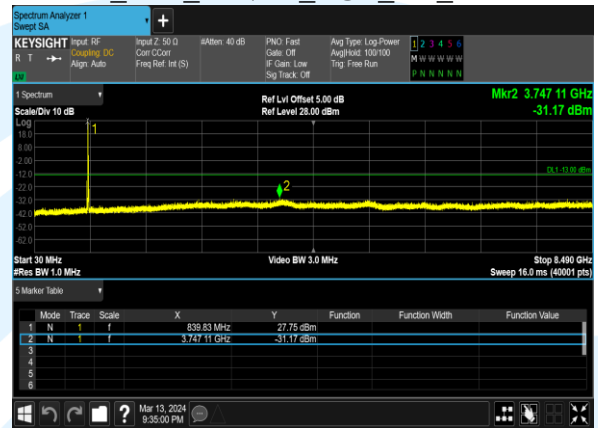 Spectrum Analyzer 1
Swept SA
+
KEYSIGHT Input: RF Input Z: 50 Ω #Atten: 40 dB PNO: Fast Avg Type: Log-Power 1 2 3 4 5 6
R T Coupling: DC Corr CCorr Gate: Off Avg|Hold: 100/100 M W W W W W
Align: Auto Freq Ref: Int (S) IF Gain: Low Trig: Free Run
Sig Track: Off P N N N N N
1 Spectrum Ref Lvl Offset 5.00 dB Mkr2 3.747 11 GHz
Scale/Div 10 dB Ref Level 28.00 dBm -31.17 dBm
Log
18.0 1
8.00
-2.00
-12.0 DL1 -13.00 dBm
-22.0 2
-32.0
-42.0
-52.0
-62.0
Start 30 MHz Video BW 3.0 MHz Stop 8.490 GHz
#Res BW 1.0 MHz Sweep 16.0 ms (40001 pts)
5 Marker Table
Mode Trace Scale X Y Function Function Width Function Value
1 N 1 f 839.83 MHz 27.75 dBm
2 N 1 f 3.747 11 GHz -31.17 dBm
3
4
5
6
? Mar 13, 2024
9:35:00 PM